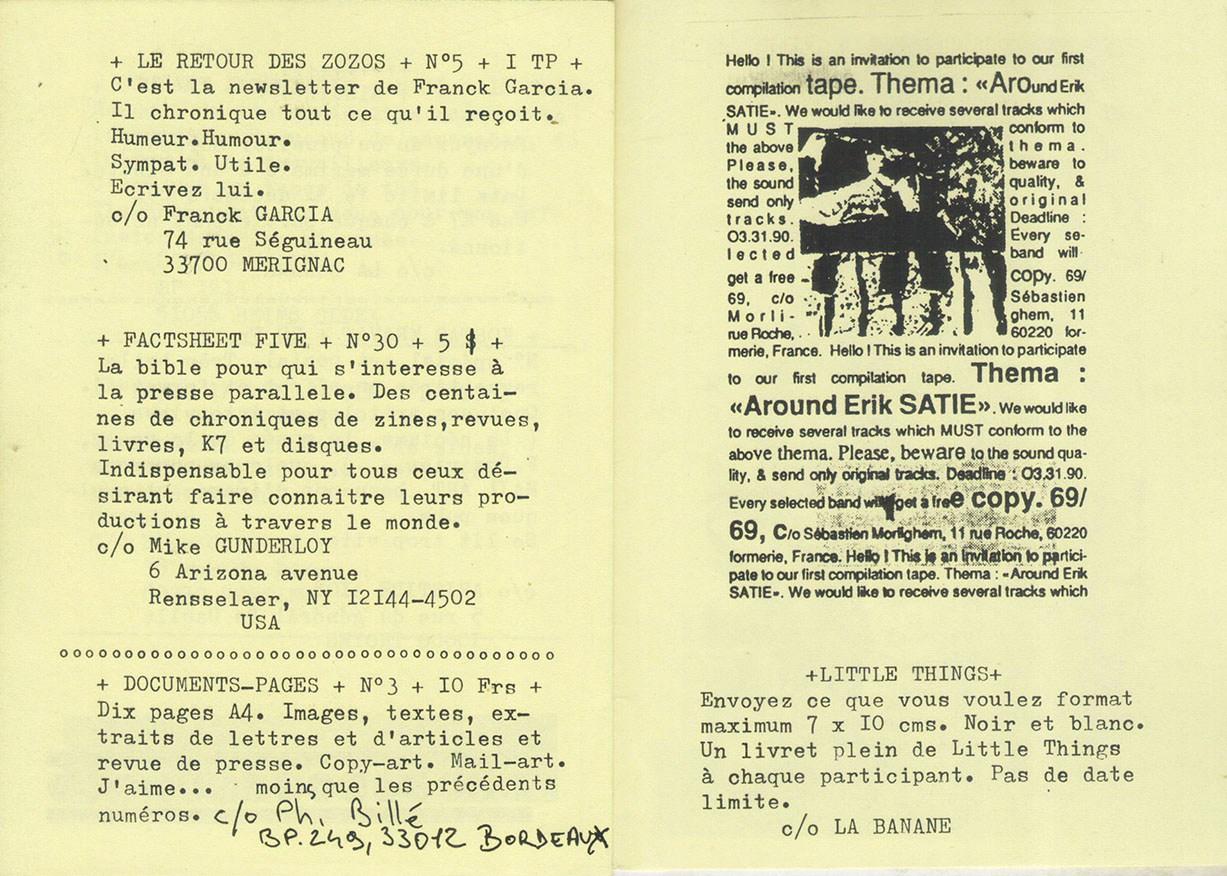 + LE RETOUR DES ZOZOS + N°5 + I TP +
C'est la newsletter de Franck Garcia.
Il chronique tout ce qu'il reçoit.
Humeur.Humour.
Sympat. Utile.
Ecrivez lui.
c/o Franck GARCIA
74 rue Séguineau
33700 MERIGNAC
+ FACTSHEET FIVE + N°30 + 5 $ +
La bible pour qui s'interesse à
la presse parallele. Des centai-
nes de chroniques de zines,revues,
livres, K7 et disques.
Indispensable pour tous ceux dé-
sirant faire connaitre leurs pro-
ductions à travers le monde.
c/o Mike GUNDERLOY
6 Arizona avenue
Rensselaer, NY I2I44-4502
USA
oooooooooooooooooooooooooooooooooooooo
+ DOCUMENTS-PAGES + N°3 + IO Frs +
Dix pages A4. Images, textes, ex-
traits de lettres et d'articles et
revue de presse. Copy-art. Mail-art.
J'aime... moins que les précédents
numéros. c/o Ph. Billé
BP.249, 33012 BORDEAUX
Hello ! This is an invitation to participate to our first
compilation tape. Thema : «Around Erik
SATIE». We would like to receive several tracks which
MUST conform to
the above thema.
Please, beware to
the sound quality, &
send only original
tracks. Deadline :
03.31.90. Every se-
lected band will
get a free copy. 69/
69, c/o Sébastien
Morli- ghem, 11
rue Roche, 60220 for-
merie, France. Hello ! This is an invitation to participate
to our first compilation tape. Thema :
«Around Erik SATIE». We would like
to receive several tracks which MUST conform to the
above thema. Please, beware to the sound qua-
lity, & send only original tracks. Deadline : 03.31.90.
Every selected band will get a free copy. 69/
69, C/o Sébastien Morlighem, 11 rue Roche, 60220
formerie, France. Hello ! This is an invitation to partici-
pate to our first compilation tape. Thema : «Around Erik
SATIE». We would like to receive several tracks which
+LITTLE THINGS+
Envoyez ce que vous voulez format
maximum 7 x IO cms. Noir et blanc.
Un livret plein de Little Things
à chaque participant. Pas de date
limite.
c/o LA BANANE